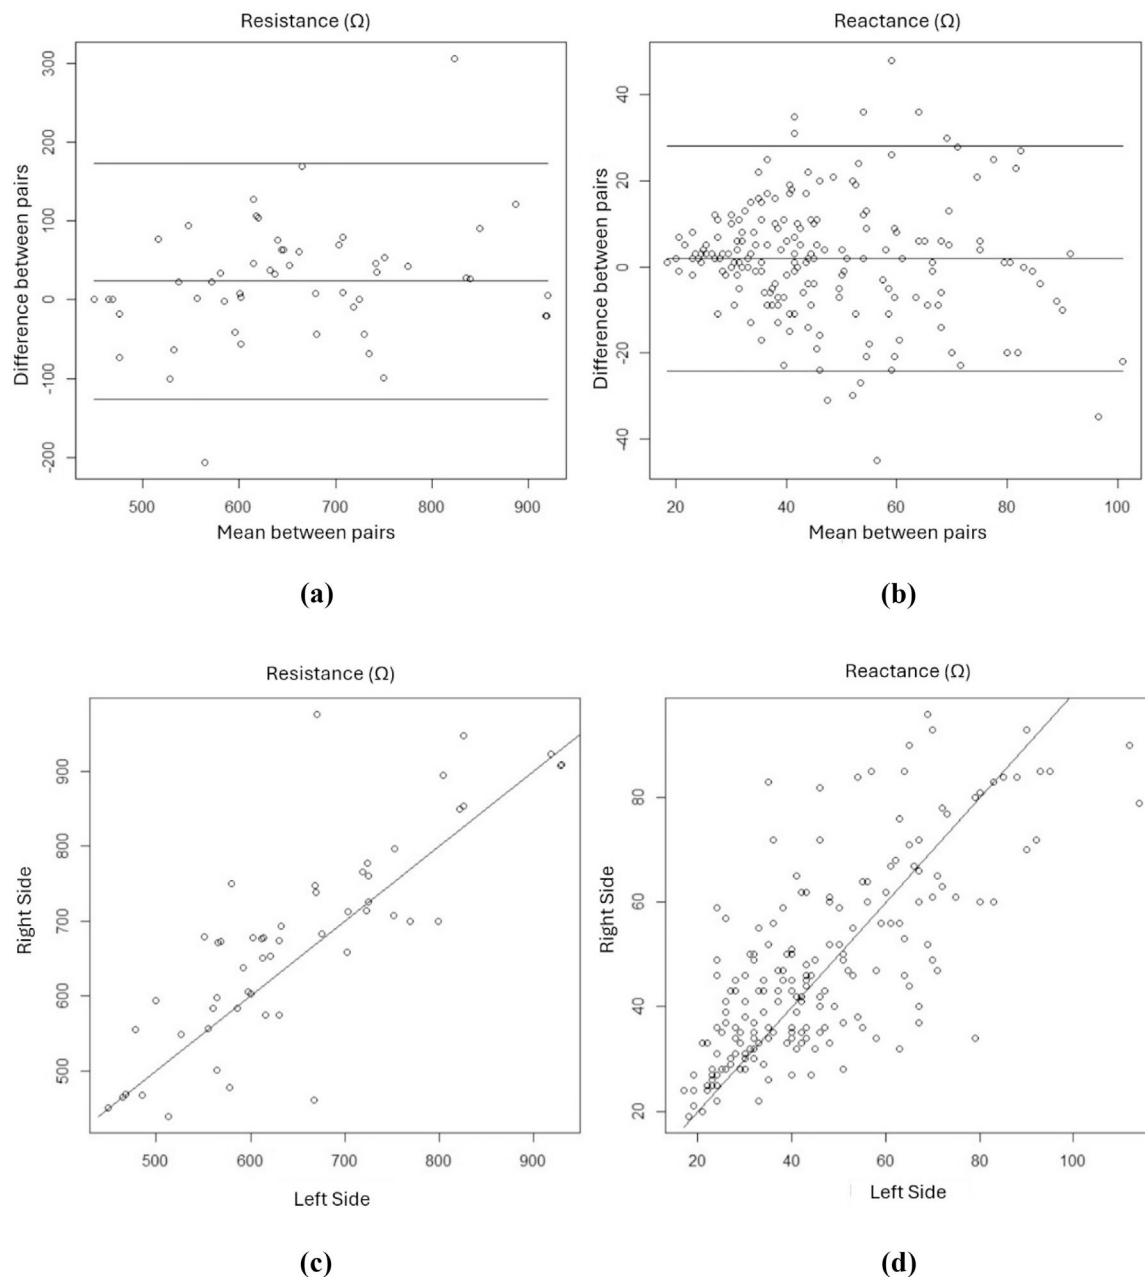 Resistance (Ω)
Reactance (Ω)
Difference between pairs
300
200
100
0
-100
-200
500 600 700 800 900
Mean between pairs
Difference between pairs
40
20
0
-20
-40
20 40 60 80 100
Mean between pairs
(a)
(b)
Resistance (Ω)
Reactance (Ω)
Right Side
900
800
700
600
500
500 600 700 800 900
Left Side
Right Side
80
60
40
20
20 40 60 80 100
Left Side
(c)
(d)